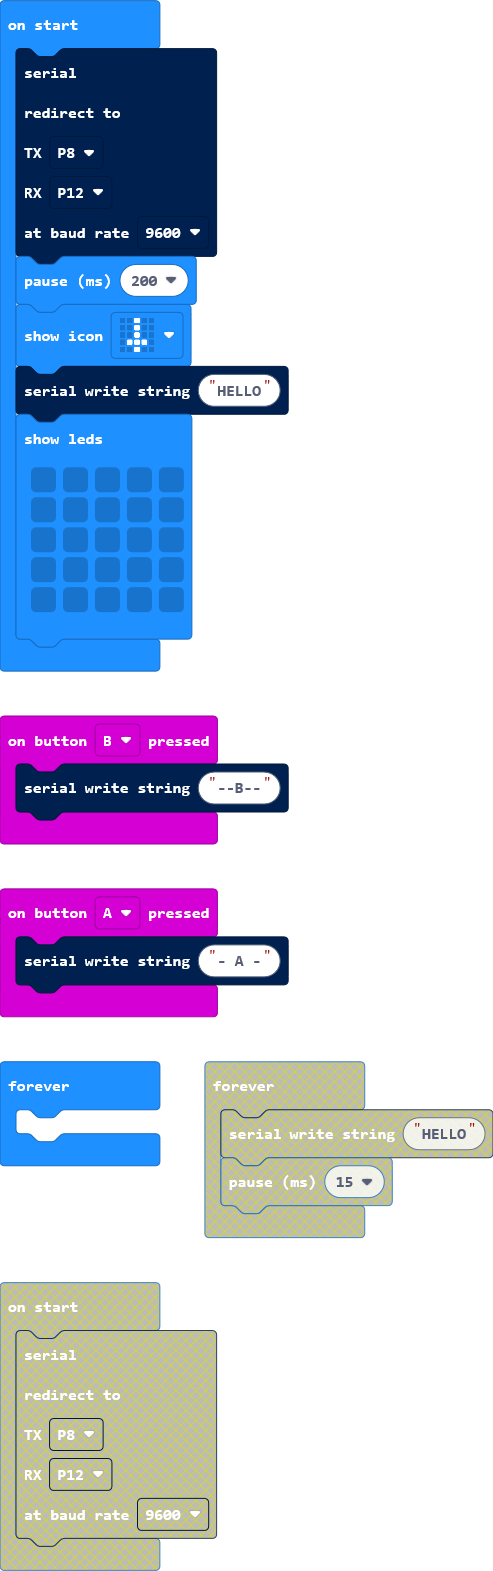 on start
serial
redirect to
TX P8
RX P12
at baud rate 9600
pause (ms) 200
show icon
serial write string "HELLO"
show leds
on button B pressed
serial write string "--B--"
on button A pressed
serial write string "- A -"
forever
forever
serial write string "HELLO"
pause (ms) 15
on start
serial
redirect to
TX P8
RX P12
at baud rate 9600